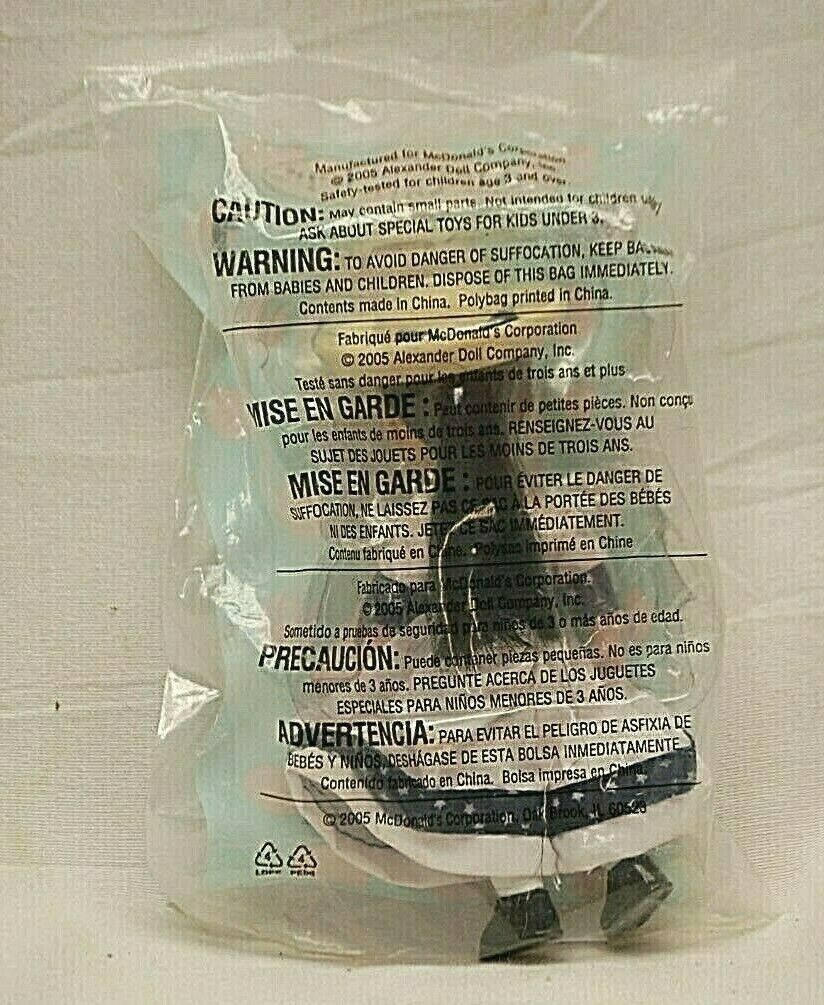 Manufactured for McDonald's
© 2005 Alexander Doll Company,
Safety-tested for children age 3 and over.
CAUTION: May contain small parts. Not intended for children
ASK ABOUT SPECIAL TOYS FOR KIDS UNDER 3.
WARNING: TO AVOID DANGER OF SUFFOCATION, KEEP
FROM BABIES AND CHILDREN. DISPOSE OF THIS BAG IMMEDIATELY.
Contents made in China. Polybag printed in China.
Fabriqué pour McDonald's Corporation
© 2005 Alexander Doll Company, Inc.
Testé sans danger pour les enfants de trois ans et plus
MISE EN GARDE : Peut contenir de petites pièces. Non conçu
pour les enfants de moins de trois ans. RENSEIGNEZ-VOUS AU
SUJET DES JOUETS POUR LES MOINS DE TROIS ANS.
MISE EN GARDE : POUR ÉVITER LE DANGER DE
SUFFOCATION, NE LAISSEZ PAS CE SAC À LA PORTÉE DES BÉBÉS
NI DES ENFANTS. JETEZ CE SAC IMMÉDIATEMENT.
Contenu fabriqué en Chine. Polysac imprimé en Chine
Fabricado para McDonald's Corporation.
© 2005 Alexander Doll Company, Inc.
Sometido a pruebas de seguridad para niños de 3 o más años de edad.
PRECAUCIÓN: Puede contener piezas pequeñas. No es para niños
menores de 3 años. PREGUNTE ACERCA DE LOS JUGUETES
ESPECIALES PARA NIÑOS MENORES DE 3 AÑOS.
ADVERTENCIA: PARA EVITAR EL PELIGRO DE ASFIXIA DE
BEBÉS Y NIÑOS, DESHÁGASE DE ESTA BOLSA INMEDIATAMENTE
Contenido fabricado en China. Bolsa impresa en China.
© 2005 McDonald's Corporation, Oak Brook, IL 60523
4 4
LDPE PEBD